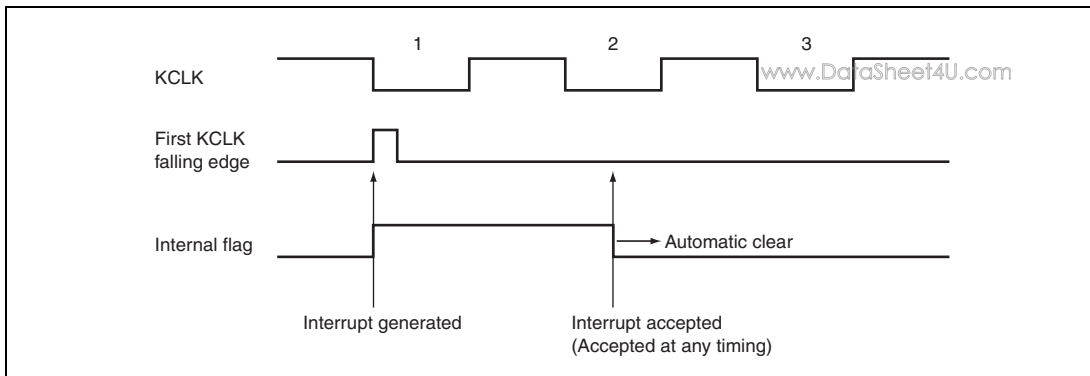 1 2 3
KCLK
www.DataSheet4U.com
First KCLK
falling edge
Internal flag
Automatic clear
Interrupt generated
Interrupt accepted
(Accepted at any timing)